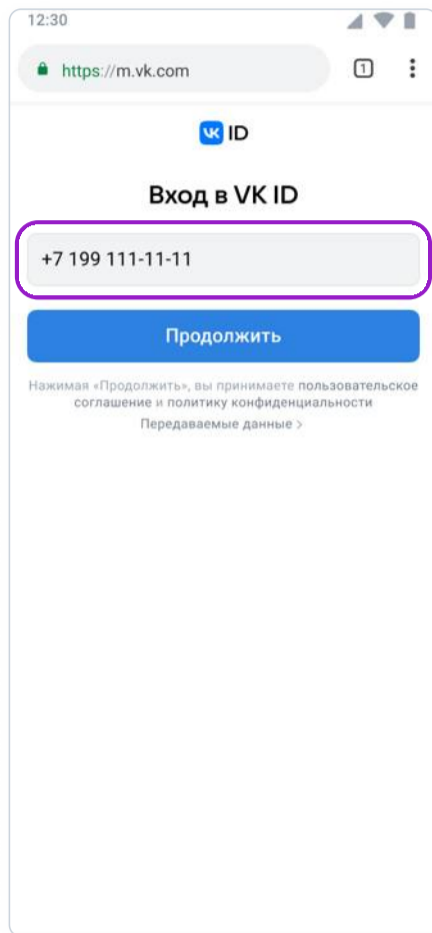 12:30
https://m.vk.com 1
VK ID
Вход в VK ID
+7 199 111-11-11
Продолжить
Нажимая «Продолжить», вы принимаете пользовательское
соглашение и политику конфиденциальности
Передаваемые данные >